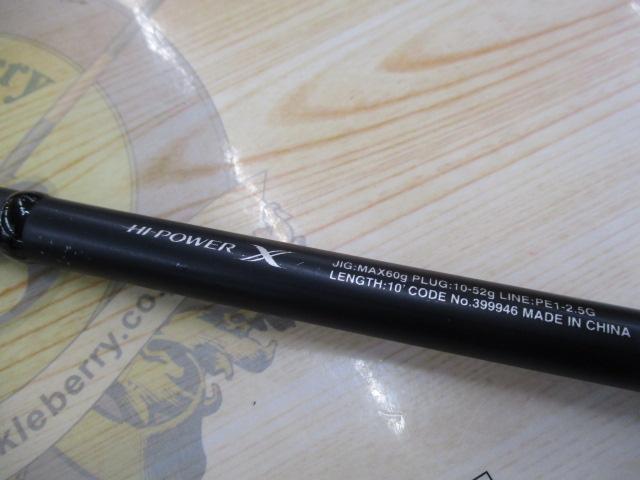 HI-POWER X
JIG:MAX60g PLUG:10-52g LINE:PE1-2.5G
LENGTH:10' CODE No.399946 MADE IN CHINA
rry
kleberry.co.